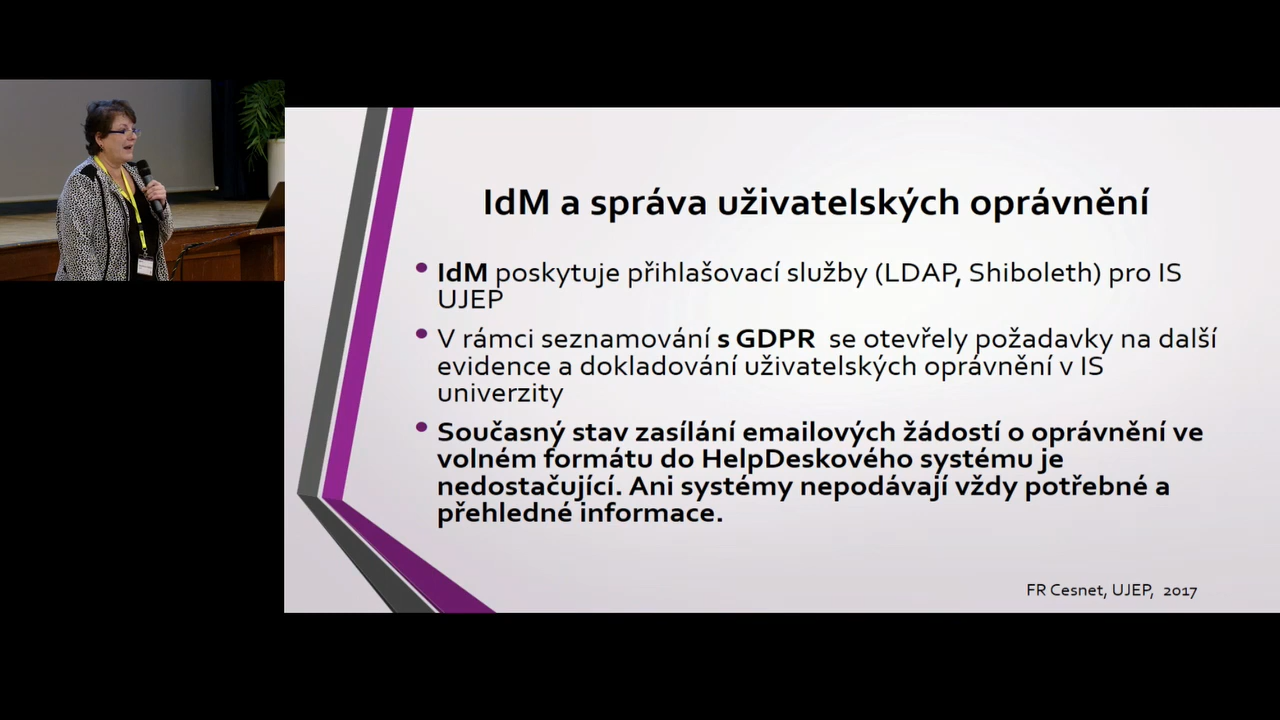 IdM a správa uživatelských oprávnění
IdM poskytuje přihlašovací služby (LDAP, Shiboleth) pro IS
UJEP
V rámci seznamování s GDPR se otevřely požadavky na další
evidence a dokladování uživatelských oprávnění v IS
univerzity
Současný stav zasílání emailových žádostí o oprávnění ve
volném formátu do HelpDeskového systému je
nedostačující. Ani systémy nepodávají vždy potřebné a
přehledné informace.
FR Cesnet, UJEP, 2017